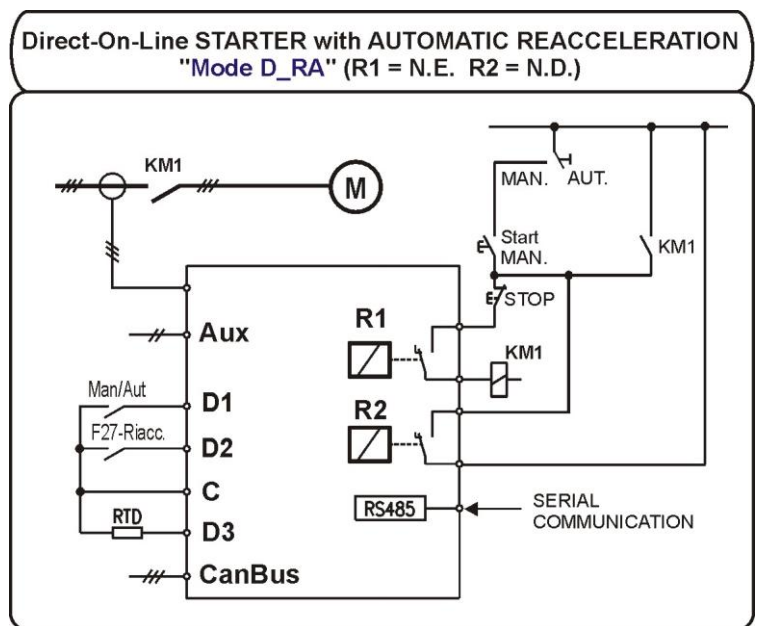 Direct-On-Line STARTER with AUTOMATIC REACCELERATION
"Mode D_RA" (R1 = N.E. R2 = N.D.)
KM1
M
MAN.
AUT.
Start
MAN.
KM1
STOP
Aux
R1
KM1
Man/Aut
D1
R2
F27-Riacc.
D2
C
RTD
D3
RS485
SERIAL
COMMUNICATION
CanBus